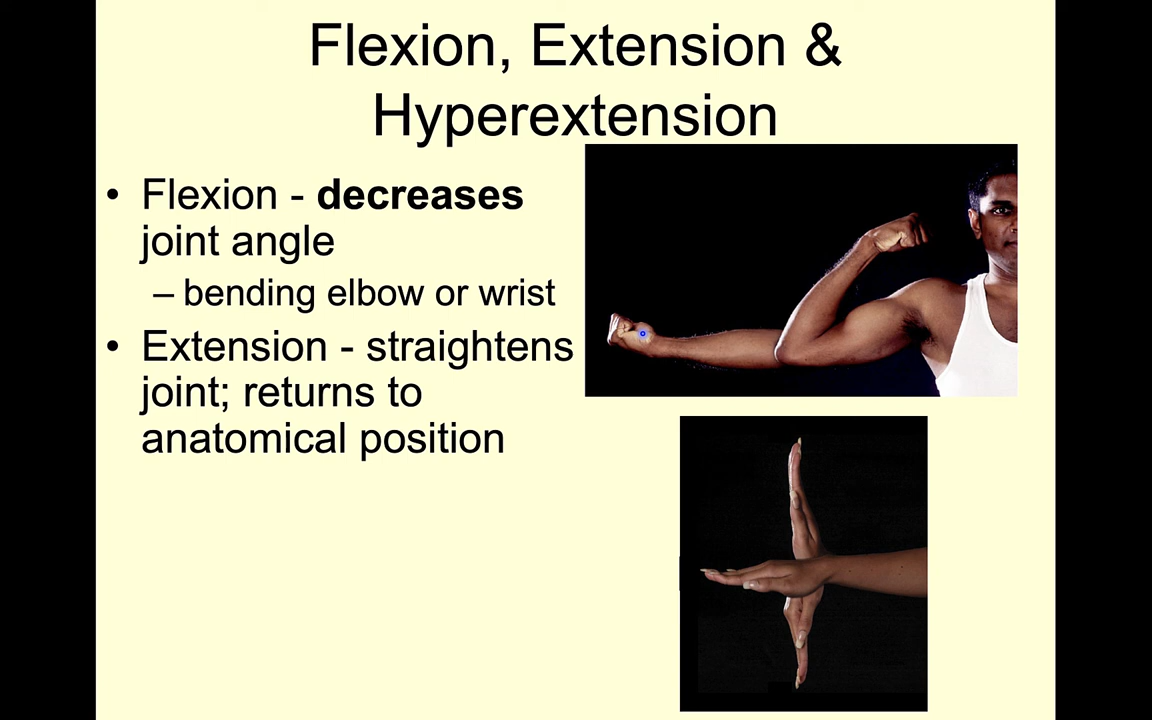 Flexion, Extension &
Hyperextension
• Flexion - decreases
joint angle
– bending elbow or wrist
• Extension - straightens
joint; returns to
anatomical position